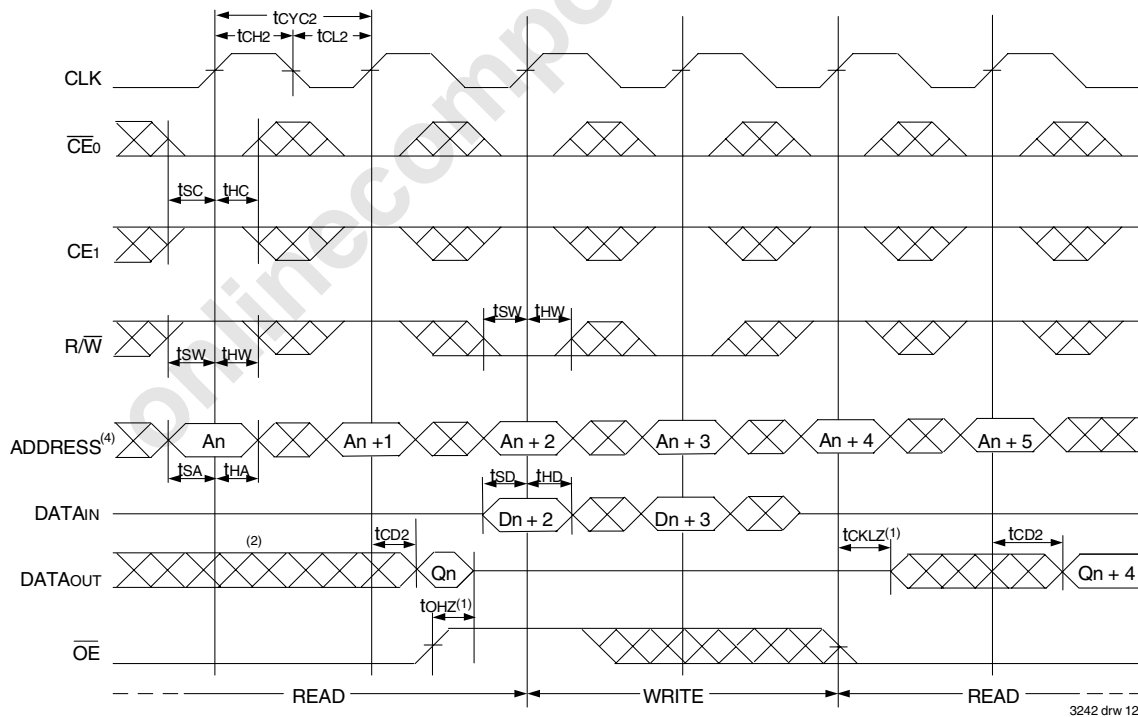 tCYC2
tCH2 tCL2
CLK
CE0
tSC tHC
CE1
tSW tHW
R/W
tSW tHW
ADDRESS(4) An An +1 An + 2 An + 3 An + 4 An + 5
tSA tHA tSD tHD
DATAIN Dn + 2 Dn + 3
(2) tCD2 tCKLZ(1) tCD2
DATAOUT Qn Qn + 4
tOHZ(1)
OE
READ WRITE READ
3242 drw 12
onlinecompo